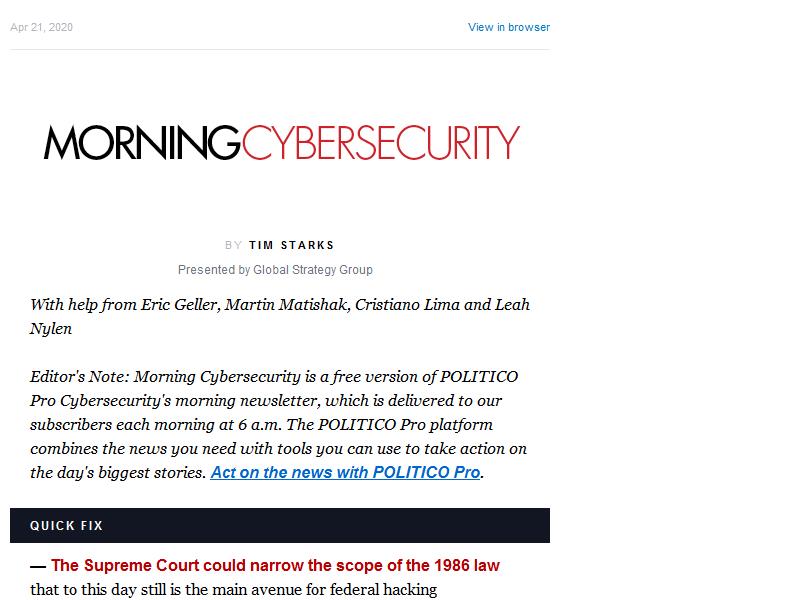 Apr 21, 2020
View in browser
MORNINGCYBERSECURITY
BY TIM STARKS
Presented by Global Strategy Group
With help from Eric Geller, Martin Matishak, Cristiano Lima and Leah
Nylen
Editor's Note: Morning Cybersecurity is a free version of POLITICO
Pro Cybersecurity's morning newsletter, which is delivered to our
subscribers each morning at 6 a.m. The POLITICO Pro platform
combines the news you need with tools you can use to take action on
the day's biggest stories. Act on the news with POLITICO Pro.
QUICK FIX
— The Supreme Court could narrow the scope of the 1986 law
that to this day still is the main avenue for federal hacking